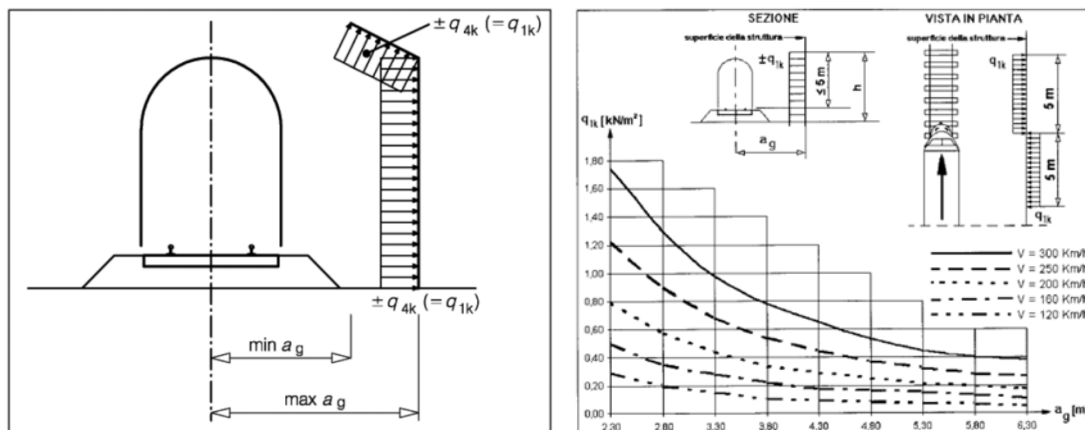 ± q4k (= q1k)
± q4k (= q1k)
min ag
max ag
SEZIONE
VISTA IN PIANTA
superficie della struttura
superficie della struttura
±q1k
q1k
≤ 5 m
h
5 m
5 m
ag
q1k
q1k [kN/m²]
1,80
1,60
1,40
1,20
1,00
0,80
0,60
0,40
0,20
0,00
V = 300 Km/h
V = 250 Km/h
V = 200 Km/h
V = 160 Km/h
V = 120 Km/h
2,30 2,80 3,30 3,80 4,30 4,80 5,30 5,80 6,30
ag [m